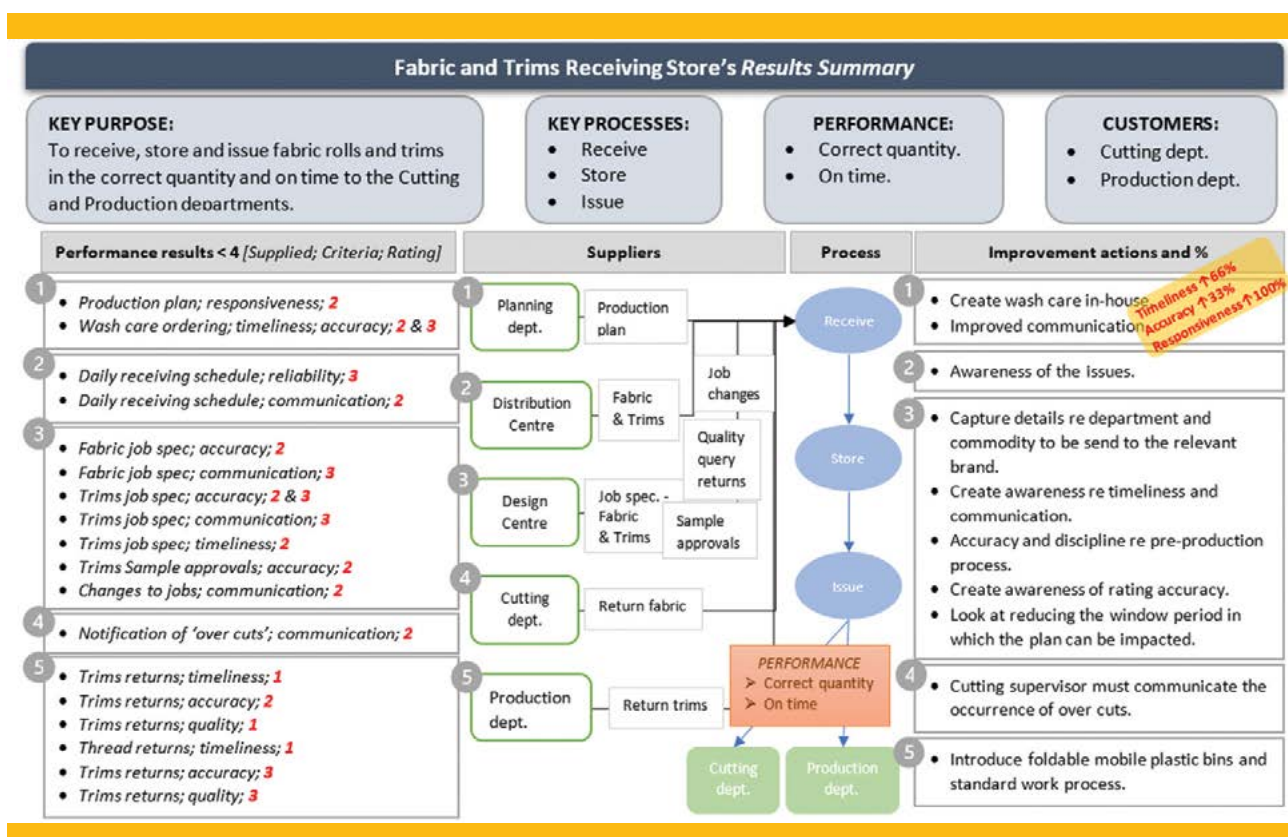 Fabric and Trims Receiving Store's Results Summary
KEY PURPOSE:
To receive, store and issue fabric rolls and trims
in the correct quantity and on time to the Cutting
and Production departments.
KEY PROCESSES:
• Receive
• Store
• Issue
PERFORMANCE:
• Correct quantity.
• On time.
CUSTOMERS:
• Cutting dept.
• Production dept.
Performance results < 4 [Supplied; Criteria; Rating]
1
• Production plan; responsiveness; 2
• Wash care ordering; timeliness; accuracy; 2 & 3
2
• Daily receiving schedule; reliability; 3
• Daily receiving schedule; communication; 2
3
• Fabric job spec; accuracy; 2
• Fabric job spec; communication; 3
• Trims job spec; accuracy; 2 & 3
• Trims job spec; communication; 3
• Trims job spec; timeliness; 2
• Trims Sample approvals; accuracy; 2
• Changes to jobs; communication; 2
4
• Notification of 'over cuts'; communication; 2
5
• Trims returns; timeliness; 1
• Trims returns; accuracy; 2
• Trims returns; quality; 1
• Thread returns; timeliness; 1
• Trims returns; accuracy; 3
• Trims returns; quality; 3
Suppliers
1
Planning
dept.
Production
plan
2
Distribution
Centre
Fabric
& Trims
3
Design
Centre
Job spec. -
Fabric
& Trims
4
Cutting
dept.
Return fabric
5
Production
dept.
Return trims
Job
changes
Quality
query
returns
Sample
approvals
Process
Receive
Store
Issue
PERFORMANCE
➢ Correct quantity
➢ On time
Cutting
dept.
Production
dept.
Improvement actions and %
1
• Create wash care in-house
• Improved communication
Timeliness ↑66%
Accuracy ↑33%
Responsiveness ↑100%
2
• Awareness of the issues.
3
• Capture details re department and
commodity to be send to the relevant
brand.
• Create awareness re timeliness and
communication.
• Accuracy and discipline re pre-production
process.
• Create awareness of rating accuracy.
• Look at reducing the window period in
which the plan can be impacted.
4
• Cutting supervisor must communicate the
occurrence of over cuts.
5
• Introduce foldable mobile plastic bins and
standard work process.